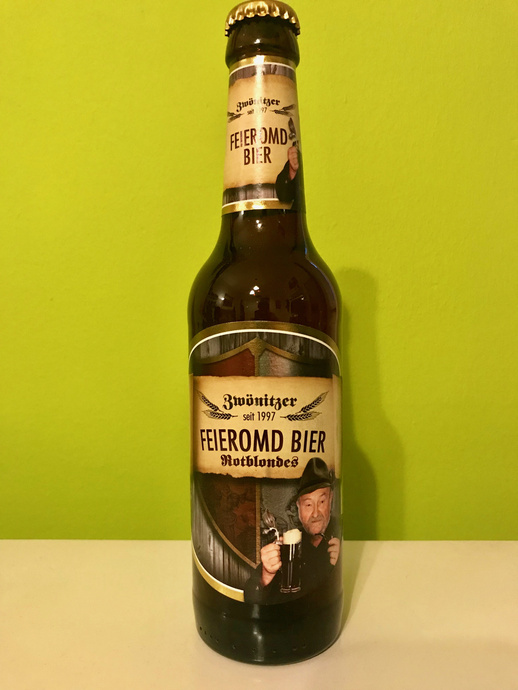 Zwönitzer
seit 1997
FEIEROMD
BIER
Zwönitzer
seit 1997
FEIEROMD BIER
Rotblondes